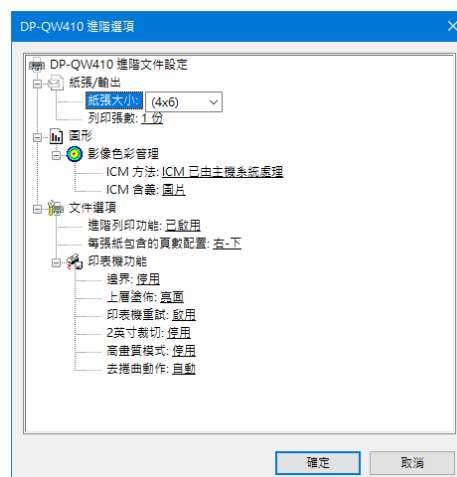 DP-QW410 進階選項
DP-QW410 進階文件設定
紙張/輸出
紙張大小: (4x6)
列印張數: 1 份
圖形
影像色彩管理
ICM 方法: ICM 已由主機系統處理
ICM 含義: 圖片
文件選項
進階列印功能: 已啟用
每張紙包含的頁數配置: 右-下
印表機功能
邊界: 停用
上層塗佈: 亮面
印表機重試: 啟用
2英寸裁切: 停用
高畫質模式: 停用
去捲曲動作: 自動
確定
取消